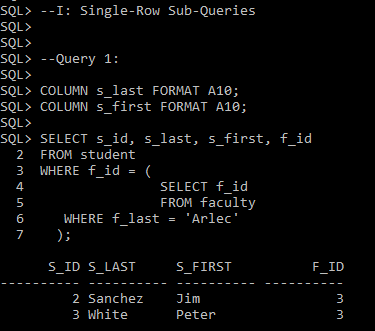 SQL> --I: Single-Row Sub-Queries
SQL>
SQL>
SQL> --Query 1:
SQL>
SQL> COLUMN s_last FORMAT A10;
SQL> COLUMN s_first FORMAT A10;
SQL>
SQL> SELECT s_id, s_last, s_first, f_id
2 FROM student
3 WHERE f_id = (
4 SELECT f_id
5 FROM faculty
6 WHERE f_last = 'Arlec'
7 );
S_ID S_LAST S_FIRST F_ID
---------- ---------- ---------- ----------
2 Sanchez Jim 3
3 White Peter 3